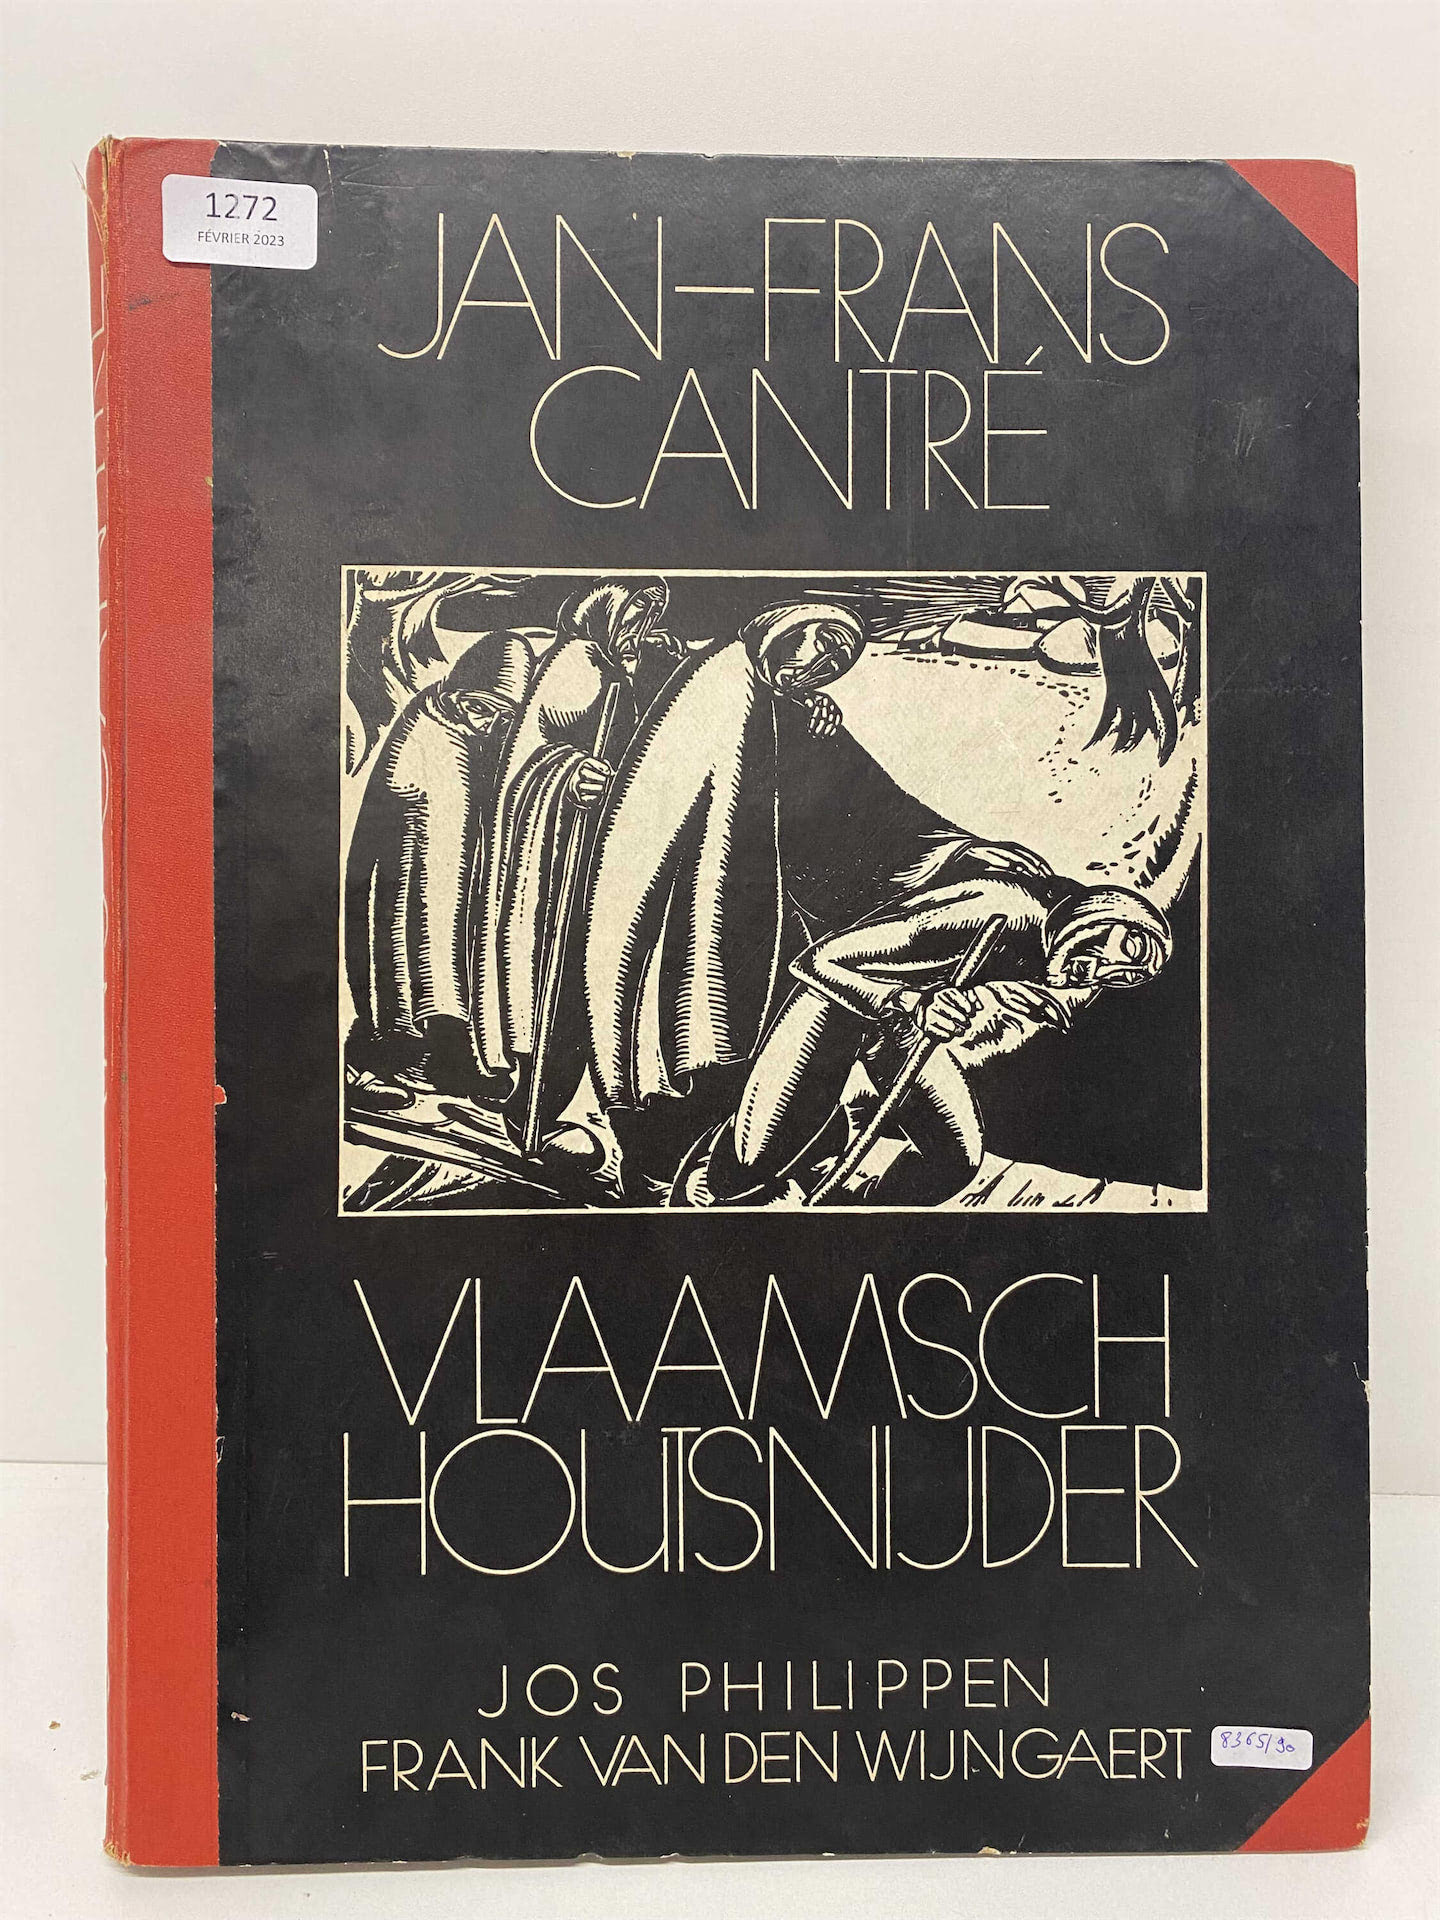 1272
FÉVRIER 2023
JAN-FRANS
CANTRÉ
VLAAMSCH
HOUTSNIJDER
JOS PHILIPPEN
FRANK VAN DEN WIJNGAERT
8365/90